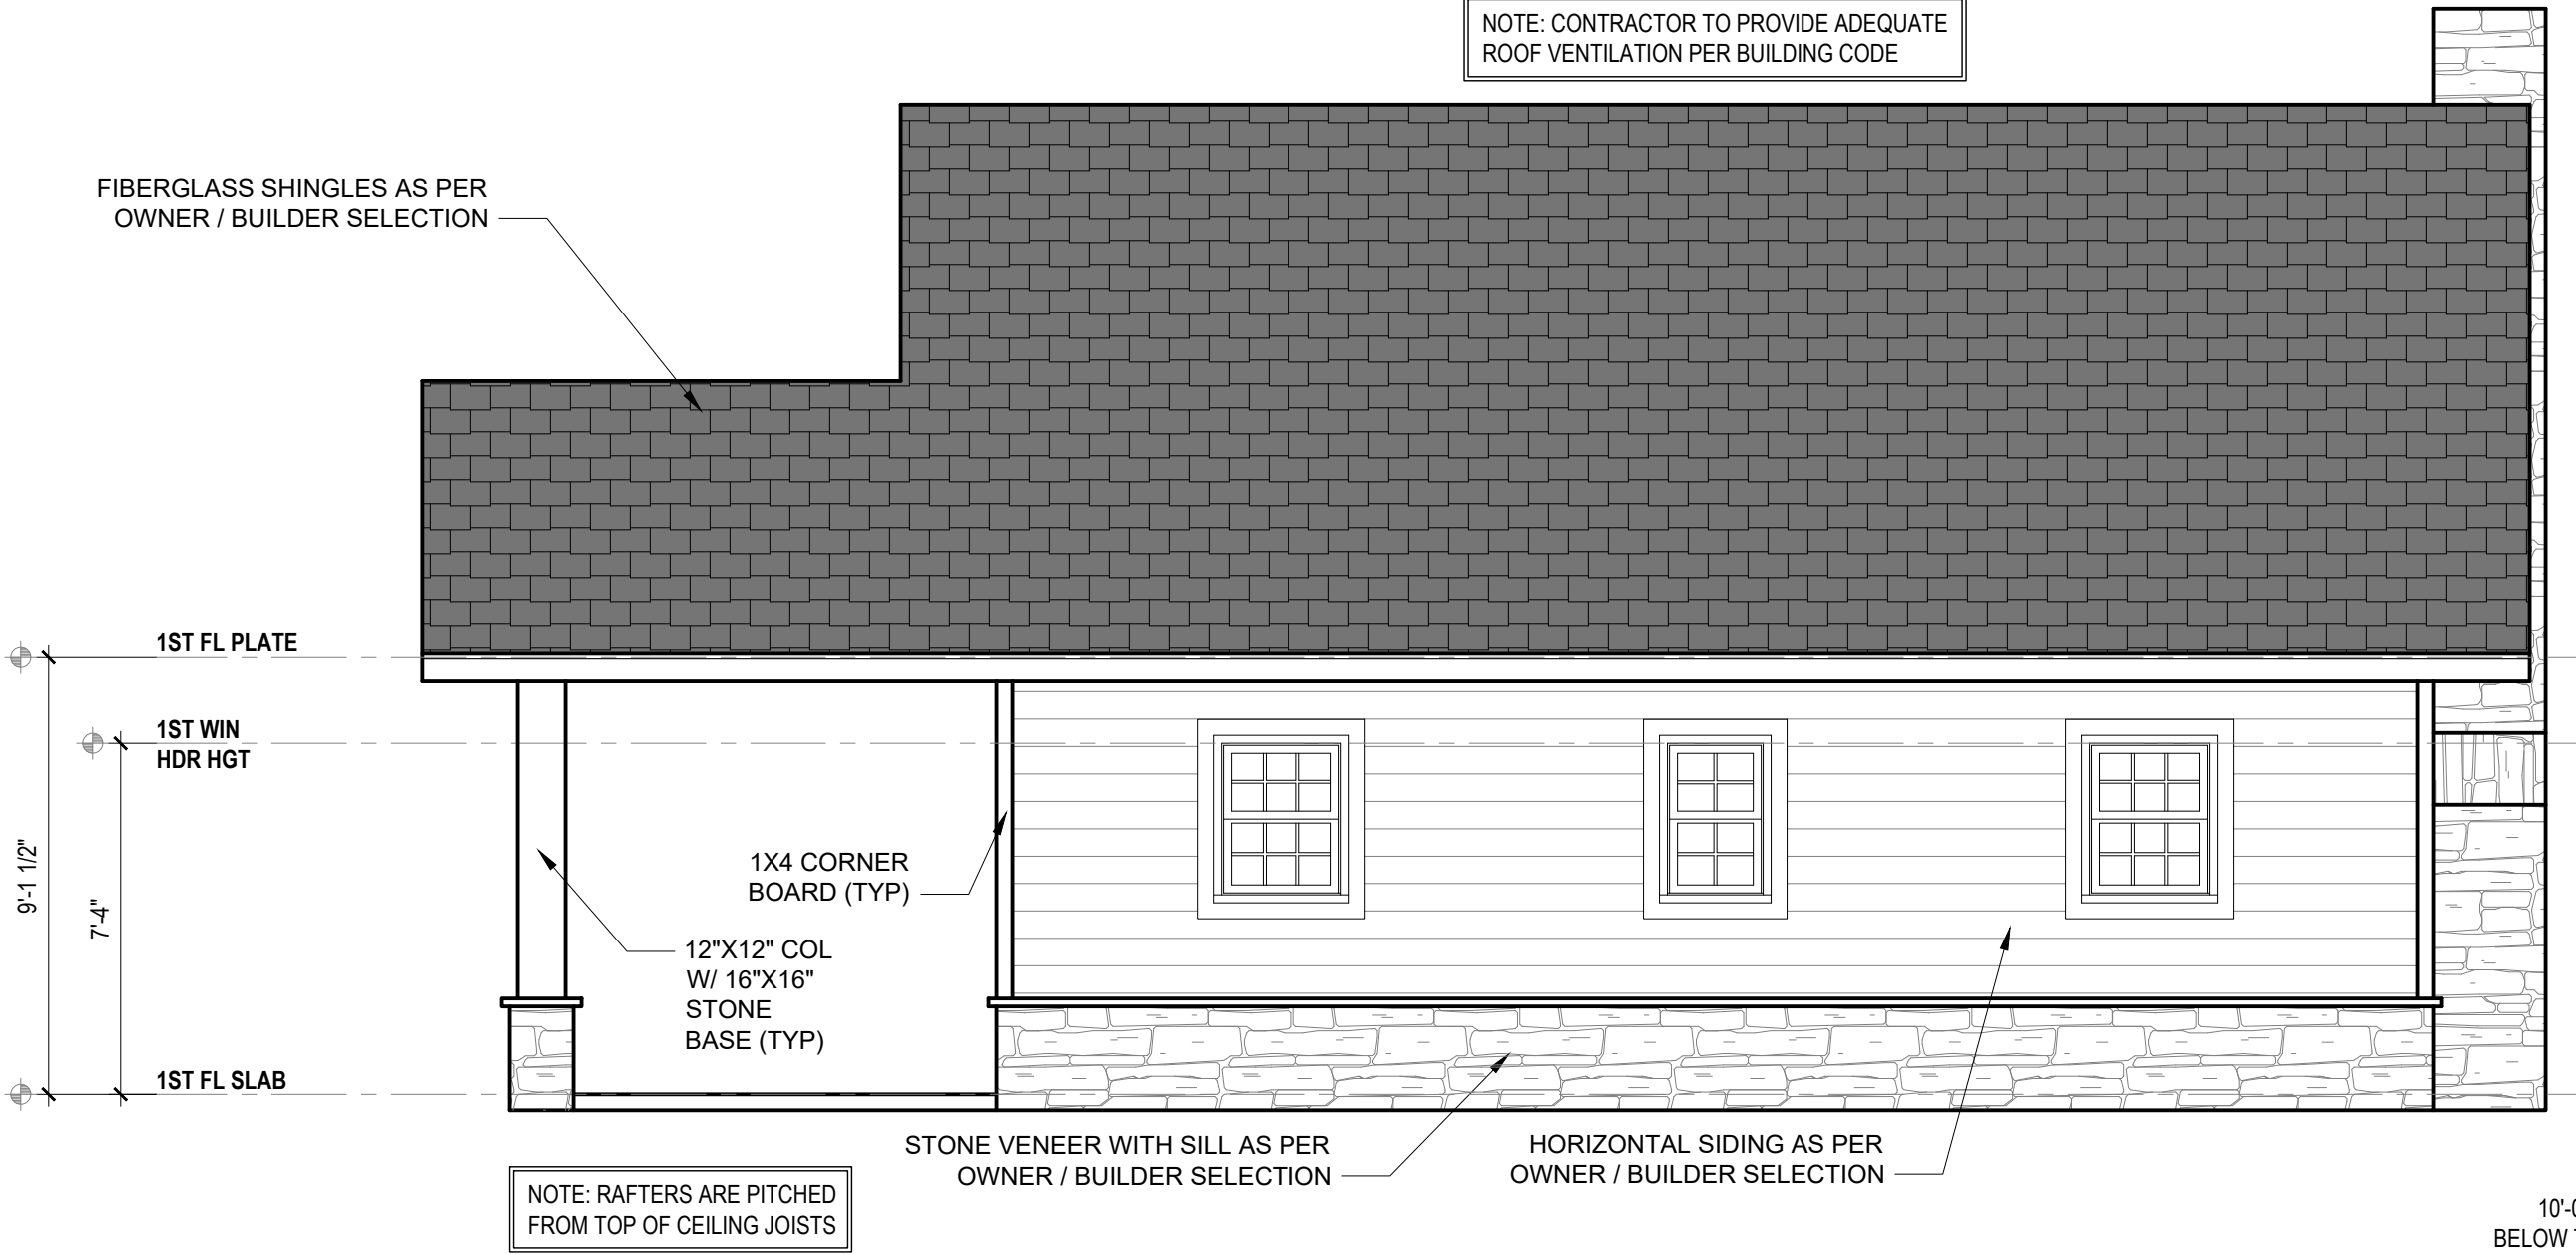 NOTE: CONTRACTOR TO PROVIDE ADEQUATE
ROOF VENTILATION PER BUILDING CODE
FIBERGLASS SHINGLES AS PER
OWNER / BUILDER SELECTION
1ST FL PLATE
1ST WIN
HDR HGT
9'-1 1/2"
7'-4"
1X4 CORNER
BOARD (TYP)
12"X12" COL
W/ 16"X16"
STONE
BASE (TYP)
1ST FL SLAB
STONE VENEER WITH SILL AS PER
OWNER / BUILDER SELECTION
HORIZONTAL SIDING AS PER
OWNER / BUILDER SELECTION
NOTE: RAFTERS ARE PITCHED
FROM TOP OF CEILING JOISTS
BELOW